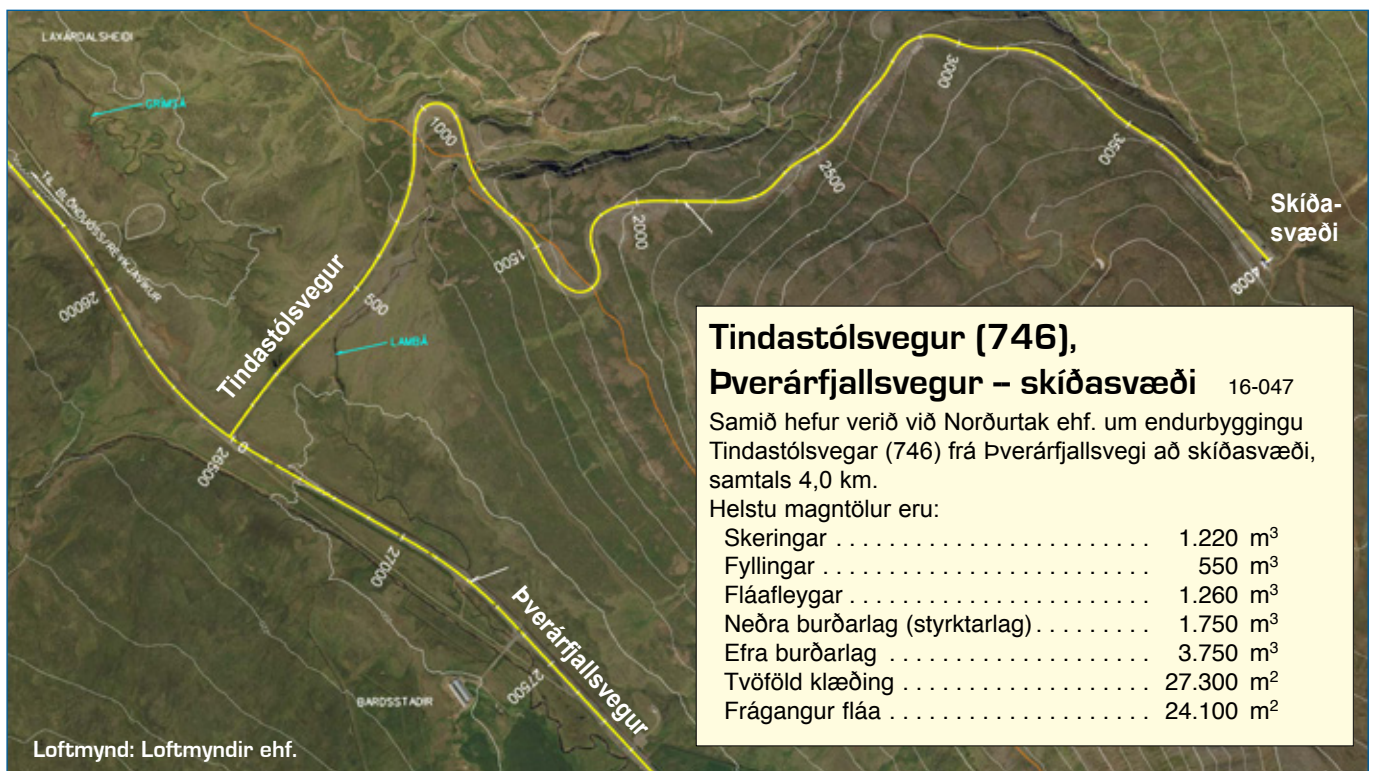 LAXÁRDALSHEIÐI
GRÍMSÁ
TIL BLÖNDUÓSS/REYKJAVÍKUR
26000
26500
27000
27500
0
500
1000
1500
2000
2500
3000
3500
4000
Tindastólsvegur
LAMBÁ
Þverárfjallsvegur
BARDSSTADIR
Skíða-
svæði
Tindastólsvegur (746),
Þverárfjallsvegur – skíðasvæði 16-047
Samið hefur verið við Norðurtak ehf. um endurbyggingu
Tindastólsvegar (746) frá Þverárfjallsvegi að skíðasvæði,
samtals 4,0 km.
Helstu magntölur eru:
Skeringar . . . . . . . . . . . . . . . . . . . . . . . . 1.220 m³
Fyllingar . . . . . . . . . . . . . . . . . . . . . . . . 550 m³
Fláafleygar . . . . . . . . . . . . . . . . . . . . . . 1.260 m³
Neðra burðarlag (styrktarlag) . . . . . . . . . 1.750 m³
Efra burðarlag . . . . . . . . . . . . . . . . . . . . 3.750 m³
Tvöföld klæðing . . . . . . . . . . . . . . . . . . . 27.300 m²
Frágangur fláa . . . . . . . . . . . . . . . . . . . . 24.100 m²
Loftmynd: Loftmyndir ehf.